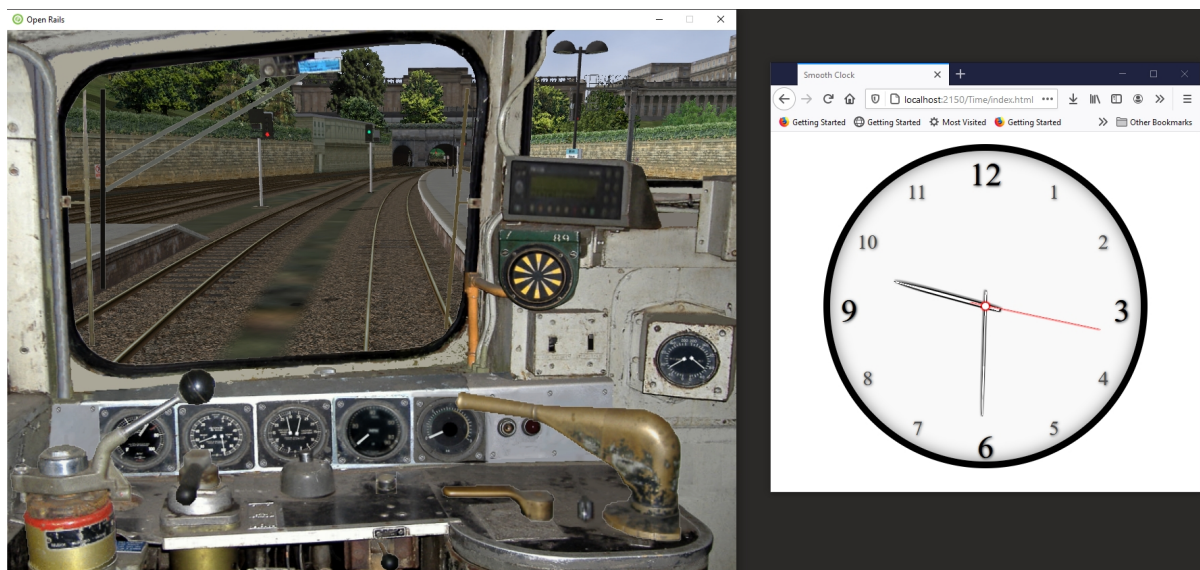 Open Rails
89
Smooth Clock
localhost:2150/Time/index.html
Getting Started
Getting Started
Most Visited
Getting Started
Other Bookmarks
12
1
2
3
4
5
6
7
8
9
10
11